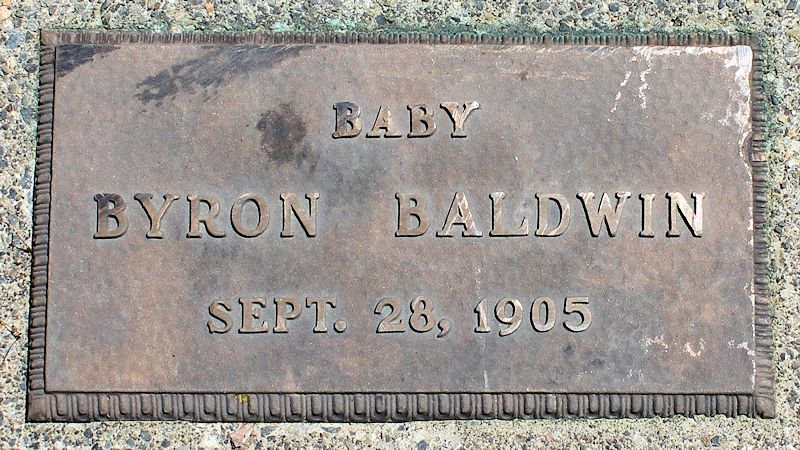 BABY
BYRON BALDWIN
SEPT. 28, 1905